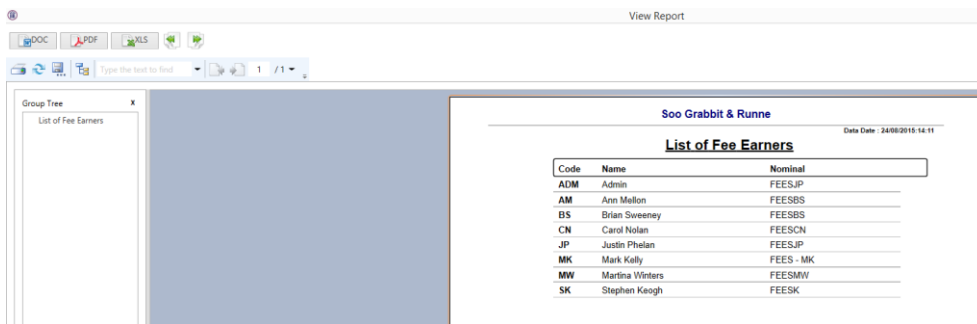 View Report
DOC PDF XLS
Type the text to find 1 /1
Group Tree x
List of Fee Earners
Soo Grabbit & Runne
Data Date : 24/08/2015:14:11
List of Fee Earners
Code Name Nominal
ADM Admin FEESJP
AM Ann Mellon FEESBS
BS Brian Sweeney FEESBS
CN Carol Nolan FEESCN
JP Justin Phelan FEESJP
MK Mark Kelly FEES - MK
MW Martina Winters FEESMW
SK Stephen Keogh FEESK